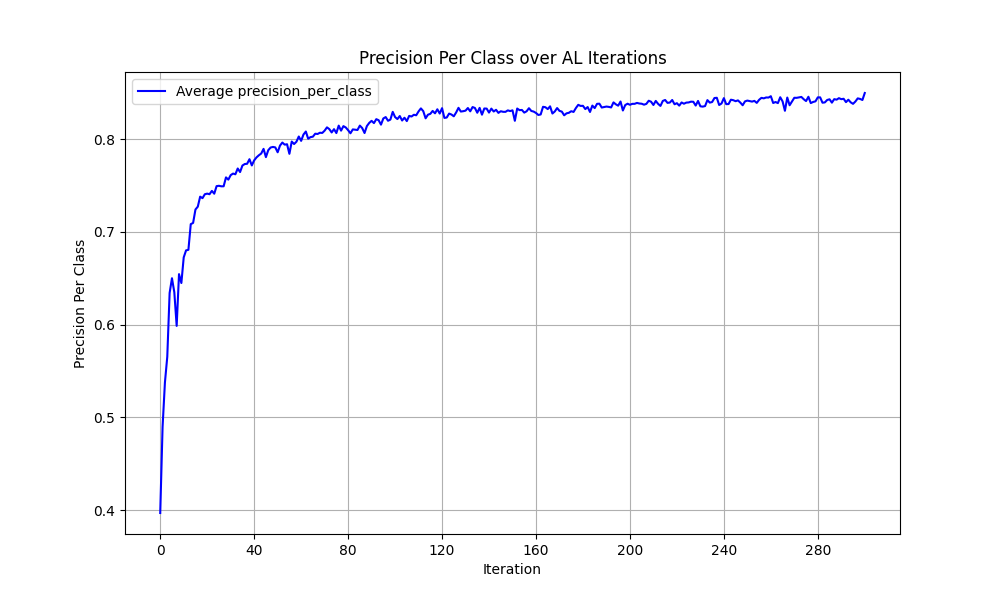 Precision Per Class over AL Iterations
Average precision_per_class
Precision Per Class
0.8
0.7
0.6
0.5
0.4
0 40 80 120 160 200 240 280
Iteration